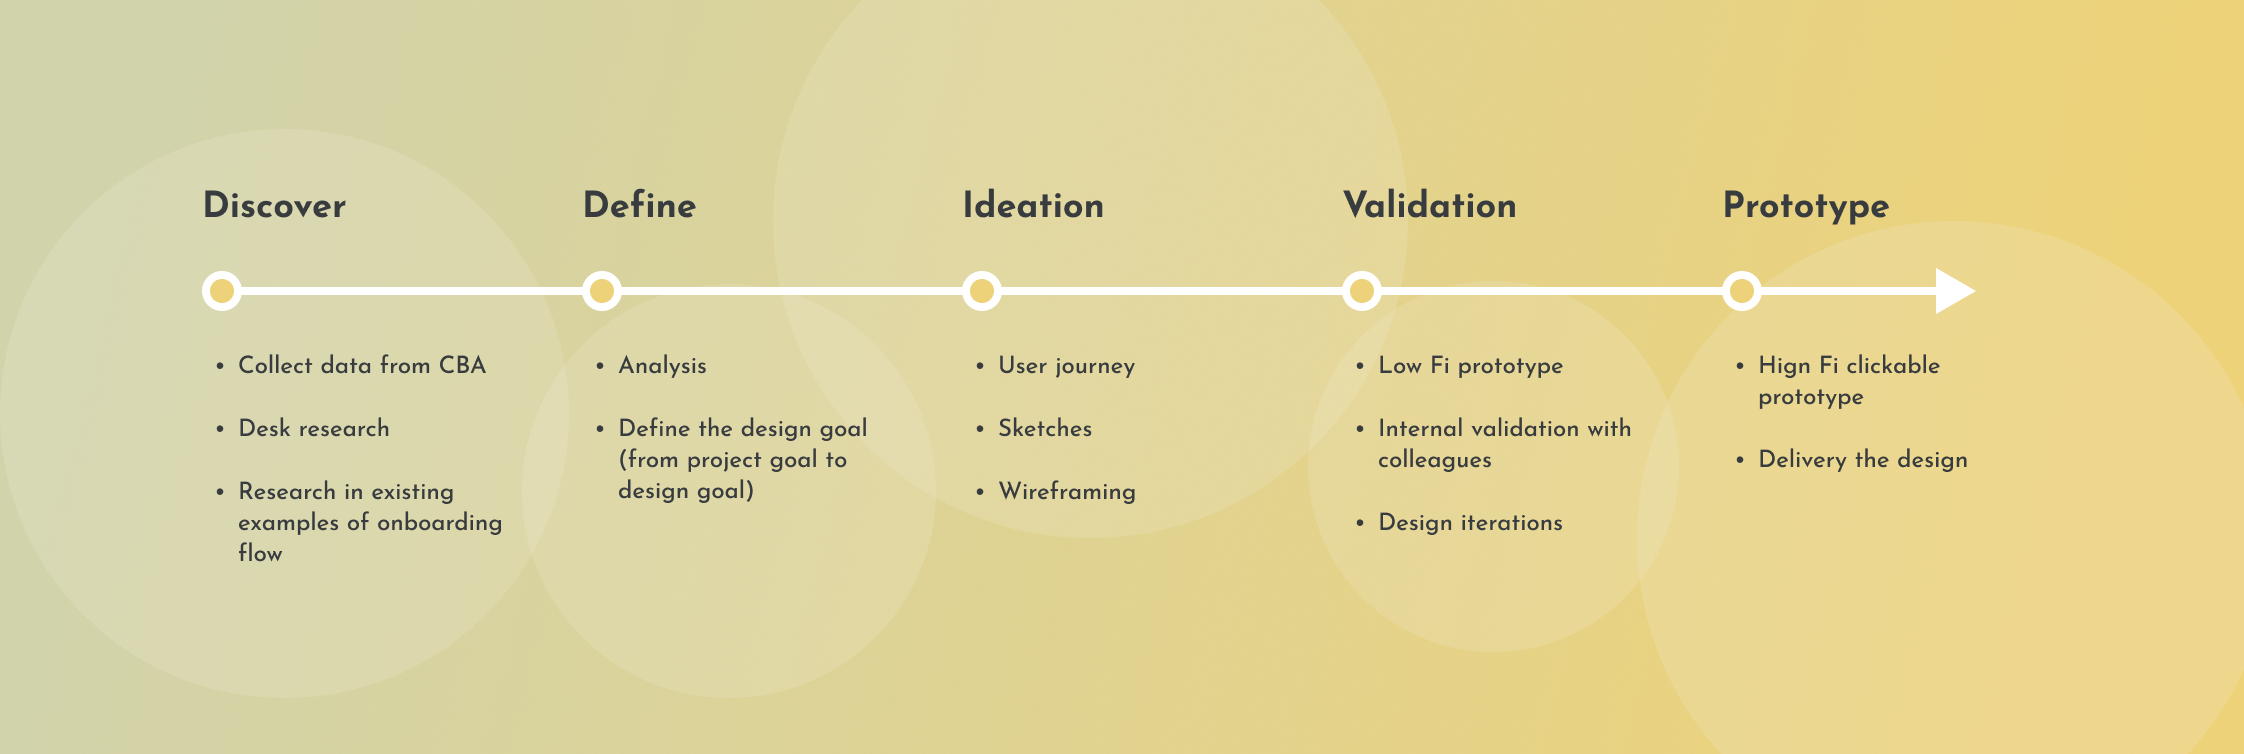 Discover
Define
Ideation
Validation
Prototype
• Collect data from CBA
• Desk research
• Research in existing
examples of onboarding
flow
• Analysis
• Define the design goal
(from project goal to
design goal)
• User journey
• Sketches
• Wireframing
• Low Fi prototype
• Internal validation with
colleagues
• Design iterations
• Hign Fi clickable
prototype
• Delivery the design